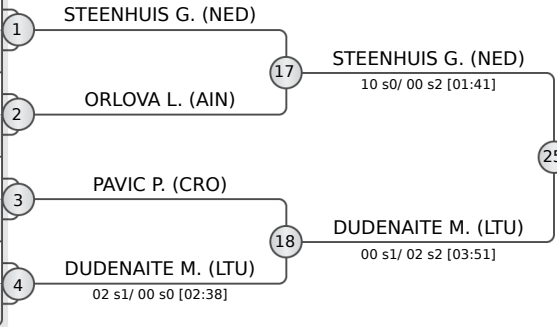 STEENHUIS G. (NED)
1
17
STEENHUIS G. (NED)
10 s0/ 00 s2 [01:41]
ORLOVA L. (AIN)
2
25
PAVIC P. (CRO)
3
18
DUDENAITE M. (LTU)
00 s1/ 02 s2 [03:51]
DUDENAITE M. (LTU)
4
02 s1/ 00 s0 [02:38]